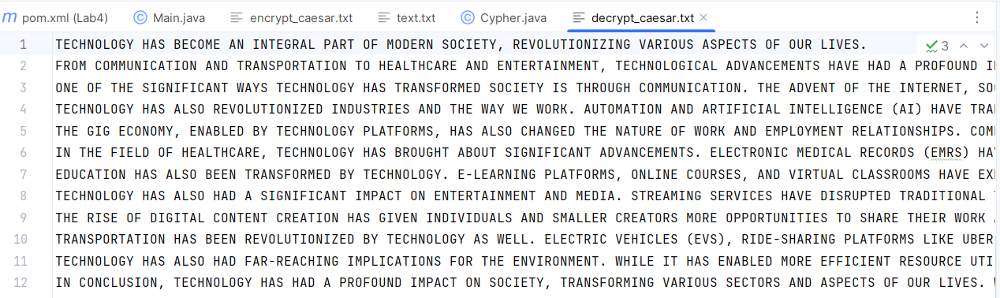 pom.xml (Lab4) Main.java encrypt_caesar.txt text.txt Cypher.java decrypt_caesar.txt
1 TECHNOLOGY HAS BECOME AN INTEGRAL PART OF MODERN SOCIETY, REVOLUTIONIZING VARIOUS ASPECTS OF OUR LIVES. 3
2 FROM COMMUNICATION AND TRANSPORTATION TO HEALTHCARE AND ENTERTAINMENT, TECHNOLOGICAL ADVANCEMENTS HAVE HAD A PROFOUND
3 ONE OF THE SIGNIFICANT WAYS TECHNOLOGY HAS TRANSFORMED SOCIETY IS THROUGH COMMUNICATION. THE ADVENT OF THE INTERNET,
4 TECHNOLOGY HAS ALSO REVOLUTIONIZED INDUSTRIES AND THE WAY WE WORK. AUTOMATION AND ARTIFICIAL INTELLIGENCE (AI) HAVE
5 THE GIG ECONOMY, ENABLED BY TECHNOLOGY PLATFORMS, HAS ALSO CHANGED THE NATURE OF WORK AND EMPLOYMENT RELATIONSHIPS.
6 IN THE FIELD OF HEALTHCARE, TECHNOLOGY HAS BROUGHT ABOUT SIGNIFICANT ADVANCEMENTS. ELECTRONIC MEDICAL RECORDS (EMRS)
7 EDUCATION HAS ALSO BEEN TRANSFORMED BY TECHNOLOGY. E-LEARNING PLATFORMS, ONLINE COURSES, AND VIRTUAL CLASSROOMS HAVE
8 TECHNOLOGY HAS ALSO HAD A SIGNIFICANT IMPACT ON ENTERTAINMENT AND MEDIA. STREAMING SERVICES HAVE DISRUPTED TRADITIONAL
9 THE RISE OF DIGITAL CONTENT CREATION HAS GIVEN INDIVIDUALS AND SMALLER CREATORS MORE OPPORTUNITIES TO SHARE THEIR WORK
10 TRANSPORTATION HAS BEEN REVOLUTIONIZED BY TECHNOLOGY AS WELL. ELECTRIC VEHICLES (EVS), RIDE-SHARING PLATFORMS LIKE UBER
11 TECHNOLOGY HAS ALSO HAD FAR-REACHING IMPLICATIONS FOR THE ENVIRONMENT. WHILE IT HAS ENABLED MORE EFFICIENT RESOURCE
12 IN CONCLUSION, TECHNOLOGY HAS HAD A PROFOUND IMPACT ON SOCIETY, TRANSFORMING VARIOUS SECTORS AND ASPECTS OF OUR LIVES.